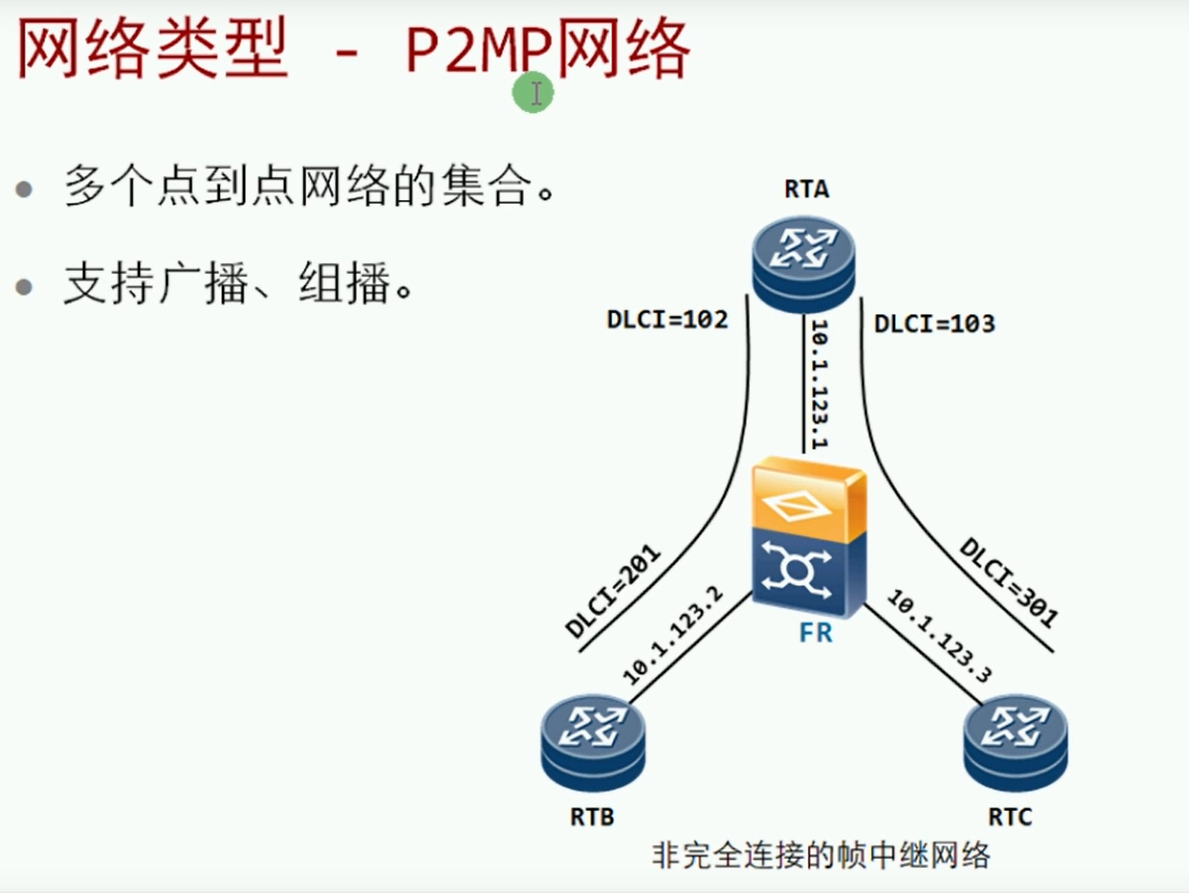 网络类型 - P2MP网络
• 多个点到点网络的集合。
• 支持广播、组播。
RTA
DLCI=102
DLCI=103
10.1.123.1
DLCI=201
10.1.123.2
DLCI=301
10.1.123.3
FR
RTB
RTC
非完全连接的帧中继网络